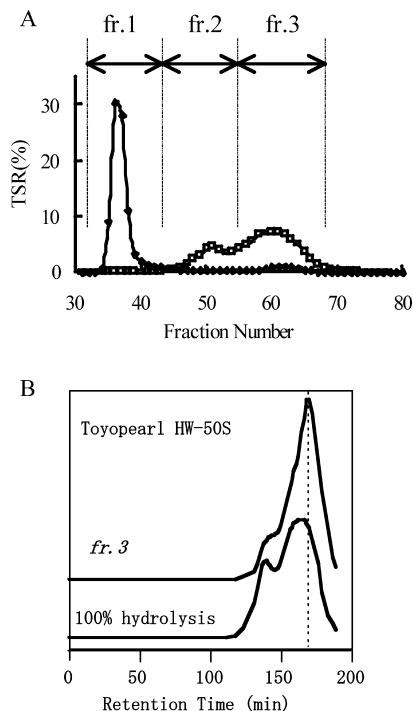 A
fr.1 fr.2 fr.3
TSR(%)
30
20
10
0
30 40 50 60 70 80
Fraction Number
B
Toyopearl HW-50S
fr.3
100% hydrolysis
0 50 100 150 200
Retention Time (min)